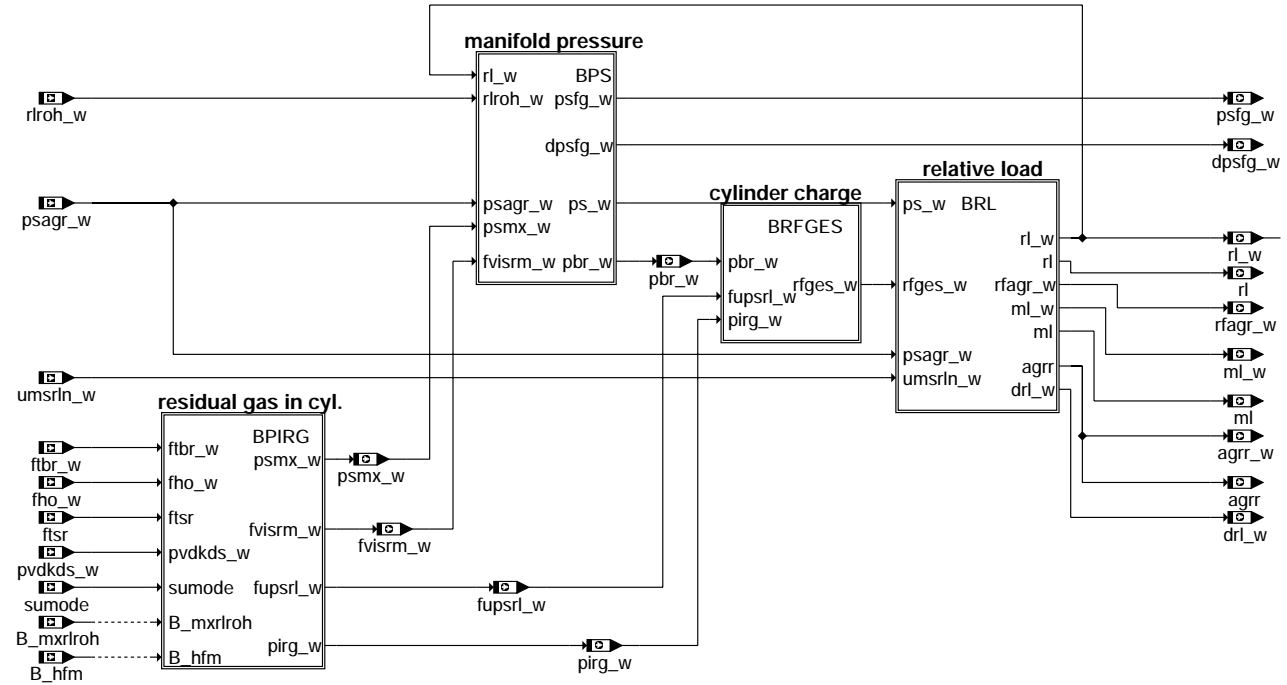 manifold pressure
rl_w BPS
rlroh_w psfg_w
dpsfg_w
psagr_w ps_w
psmx_w
fvisrm_w pbr_w
rlroh_w
psagr_w
umsrln_w
pbr_w
cylinder charge
BRFGES
pbr_w
rfges_w
fupsrl_w
pirg_w
relative load
ps_w BRL
rl_w
rl
rfges_w rfagr_w
ml_w
ml
psagr_w agrr
umsrln_w drl_w
psfg_w
dpsfg_w
rl_w
rl
rfagr_w
ml_w
ml
agrr_w
agrr
drl_w
residual gas in cyl.
BPIRG
ftbr_w psmx_w
fho_w
ftsr fvisrm_w
pvdkds_w
sumode fupsrl_w
B_mxrlroh
pirg_w
B_hfm
ftbr_w
fho_w
ftsr
pvdkds_w
sumode
B_mxrlroh
B_hfm
psmx_w
fvisrm_w
fupsrl_w
pirg_w